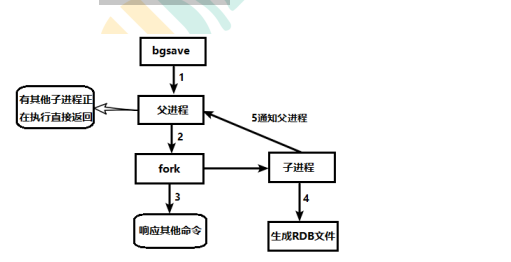 bgsave
1
有其他子进程正
在执行直接返回
父进程
5通知父进程
2
fork
子进程
3
4
响应其他命令
生成RDB文件